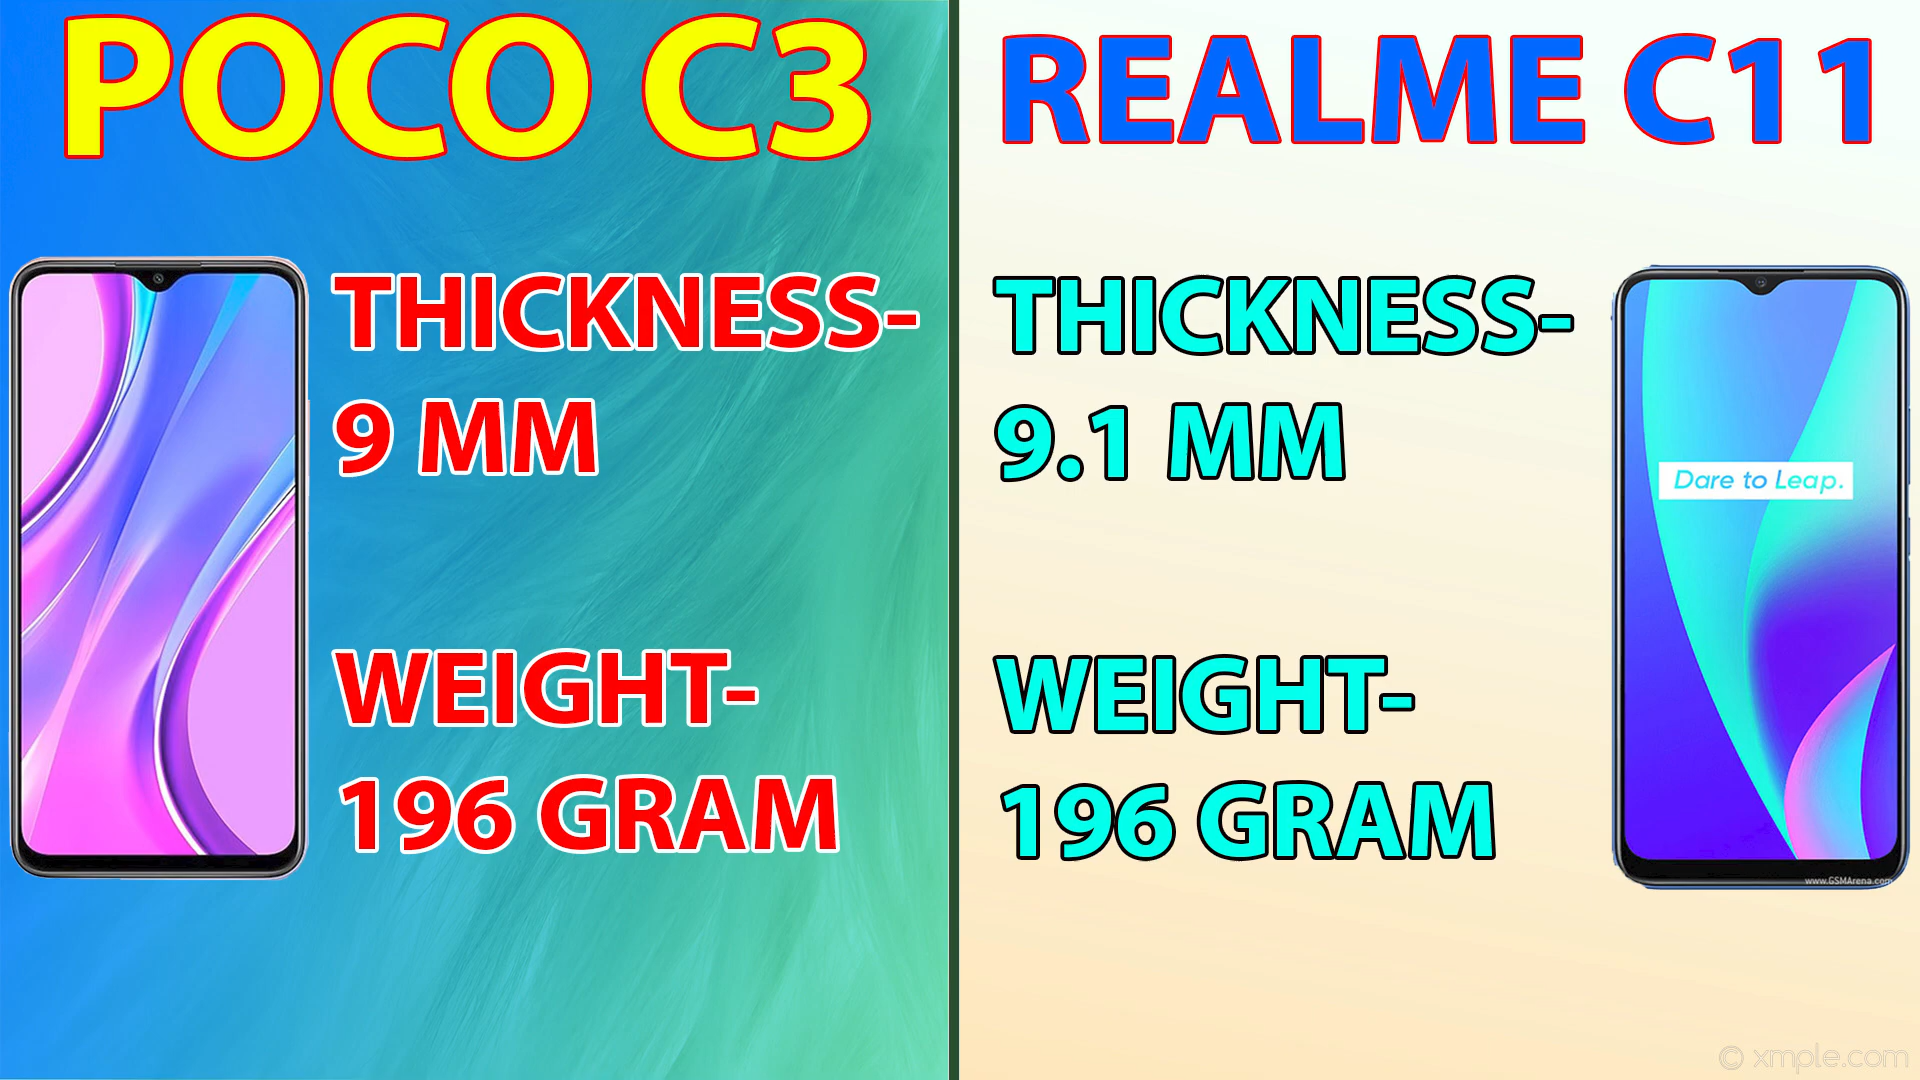 POCO C3
THICKNESS-
9 MM
WEIGHT-
196 GRAM
REALME C11
THICKNESS-
9.1 MM
WEIGHT-
196 GRAM
Dare to Leap.
www.GSMArena.com
© xmple.com